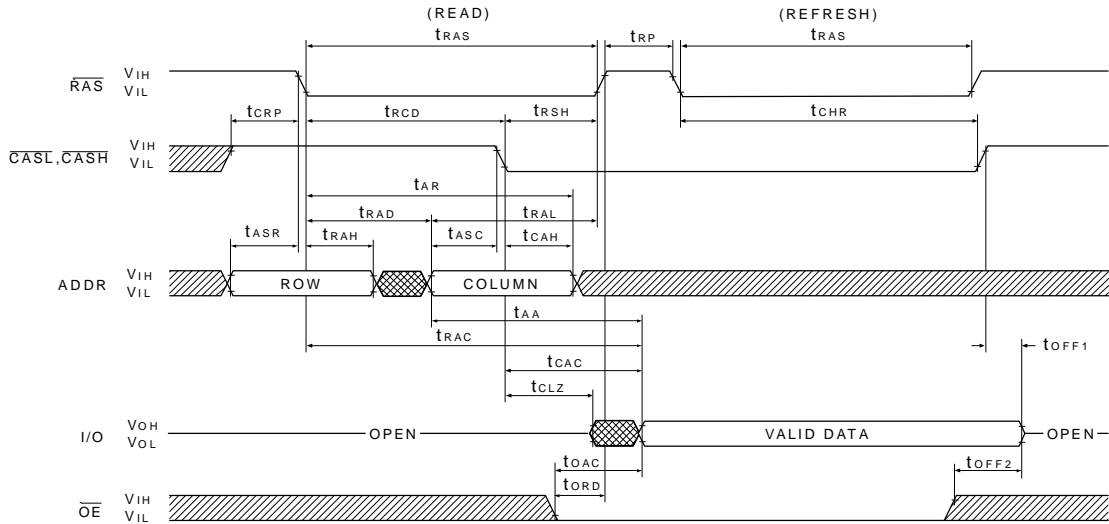 (READ) (REFRESH)
tRAS tRP tRAS
RAS VIH
VIL
tCRP tRCD tRSH tCHR
CASL,CASH VIH
VIL
tAR
tRAD tRAL
tASR tRAH tASC tCAH
ADDR VIH
VIL
ROW COLUMN
tAA
tRAC
tOFF1
tCAC
tCLZ
I/O VOH
VOL
OPEN VALID DATA OPEN
tOAC tOFF2
tORD
OE VIH
VIL